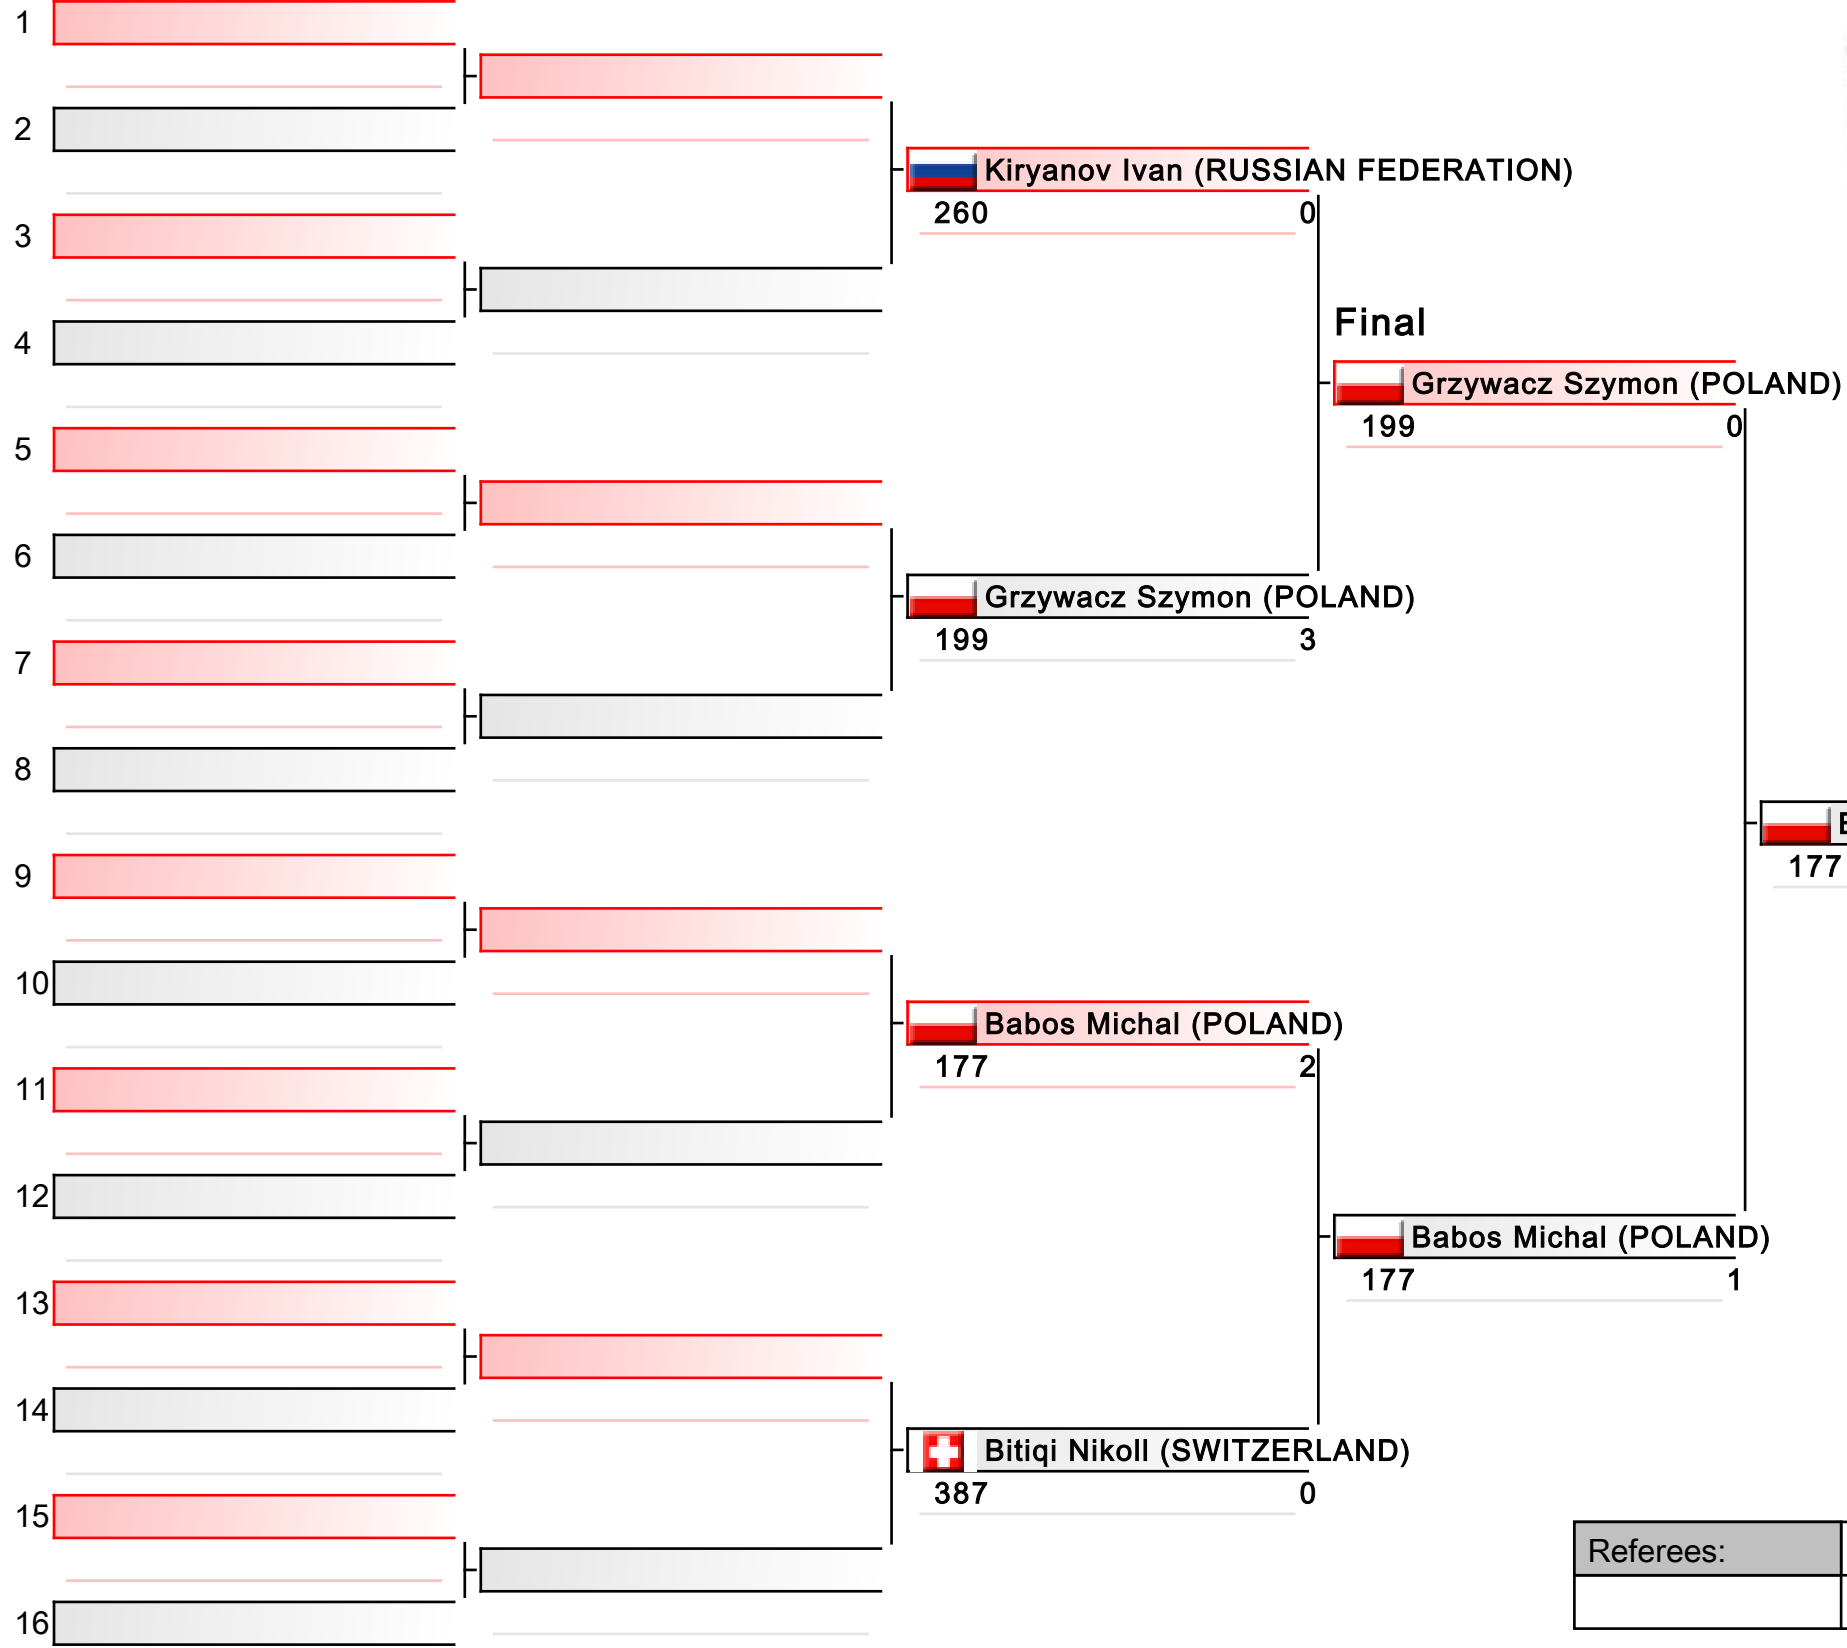 1
2
Kiryanov Ivan (RUSSIAN FEDERATION)
260 0
3
Final
4
Grzywacz Szymon (POLAND)
199 0
5
6
Grzywacz Szymon (POLAND)
199 3
7
8
177
9
10
Babos Michal (POLAND)
177 2
11
12
Babos Michal (POLAND)
177 1
13
14
Bitiqi Nikoll (SWITZERLAND)
387 0
15
Referees:
16